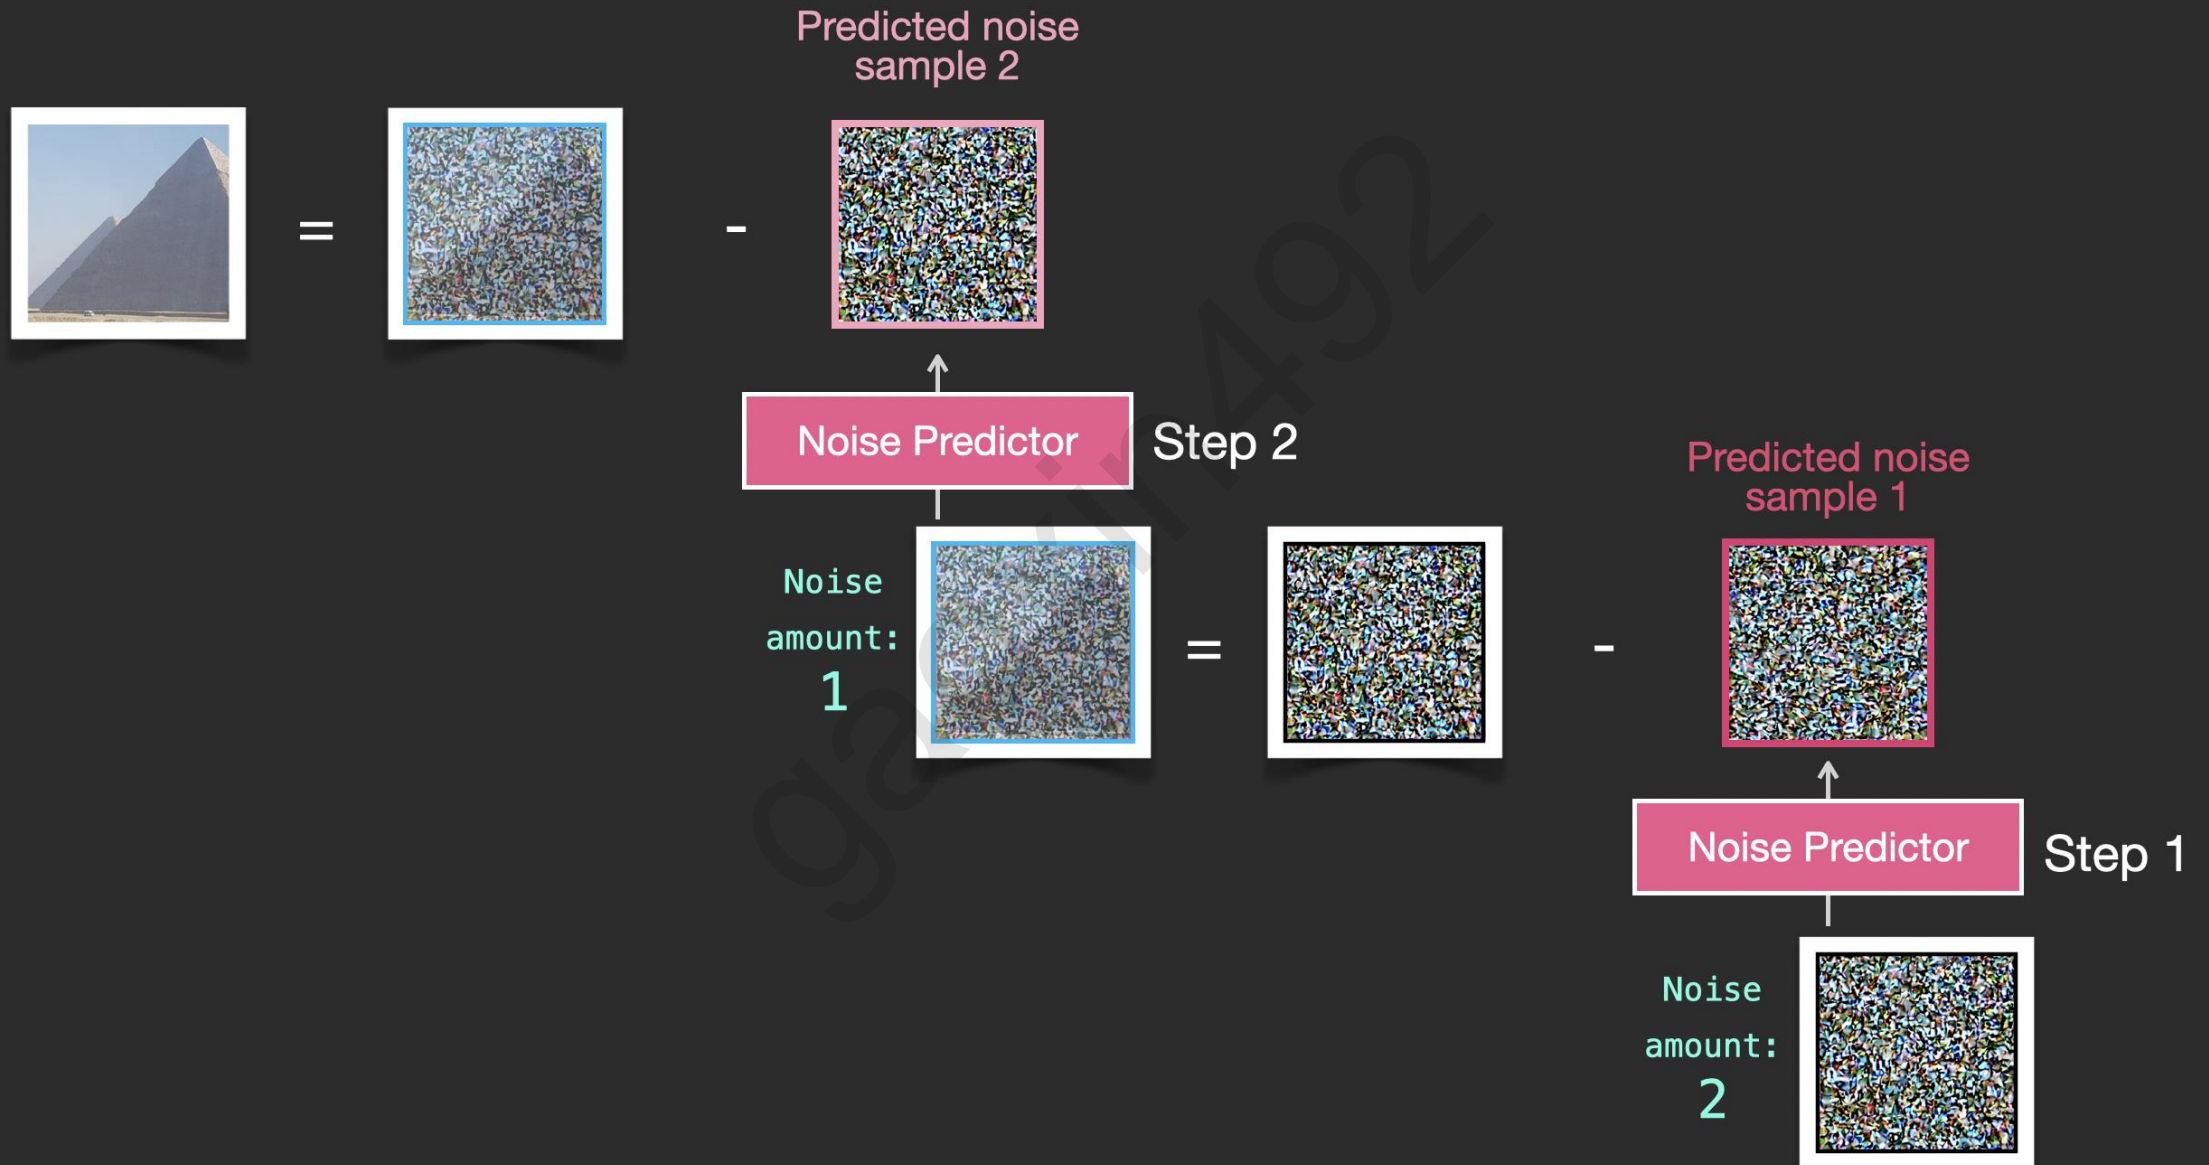 Predicted noise
sample 2
=
-
Noise Predictor
Step 2
Predicted noise
sample 1
Noise
amount:
1
=
-
Noise Predictor
Step 1
Noise
amount:
2